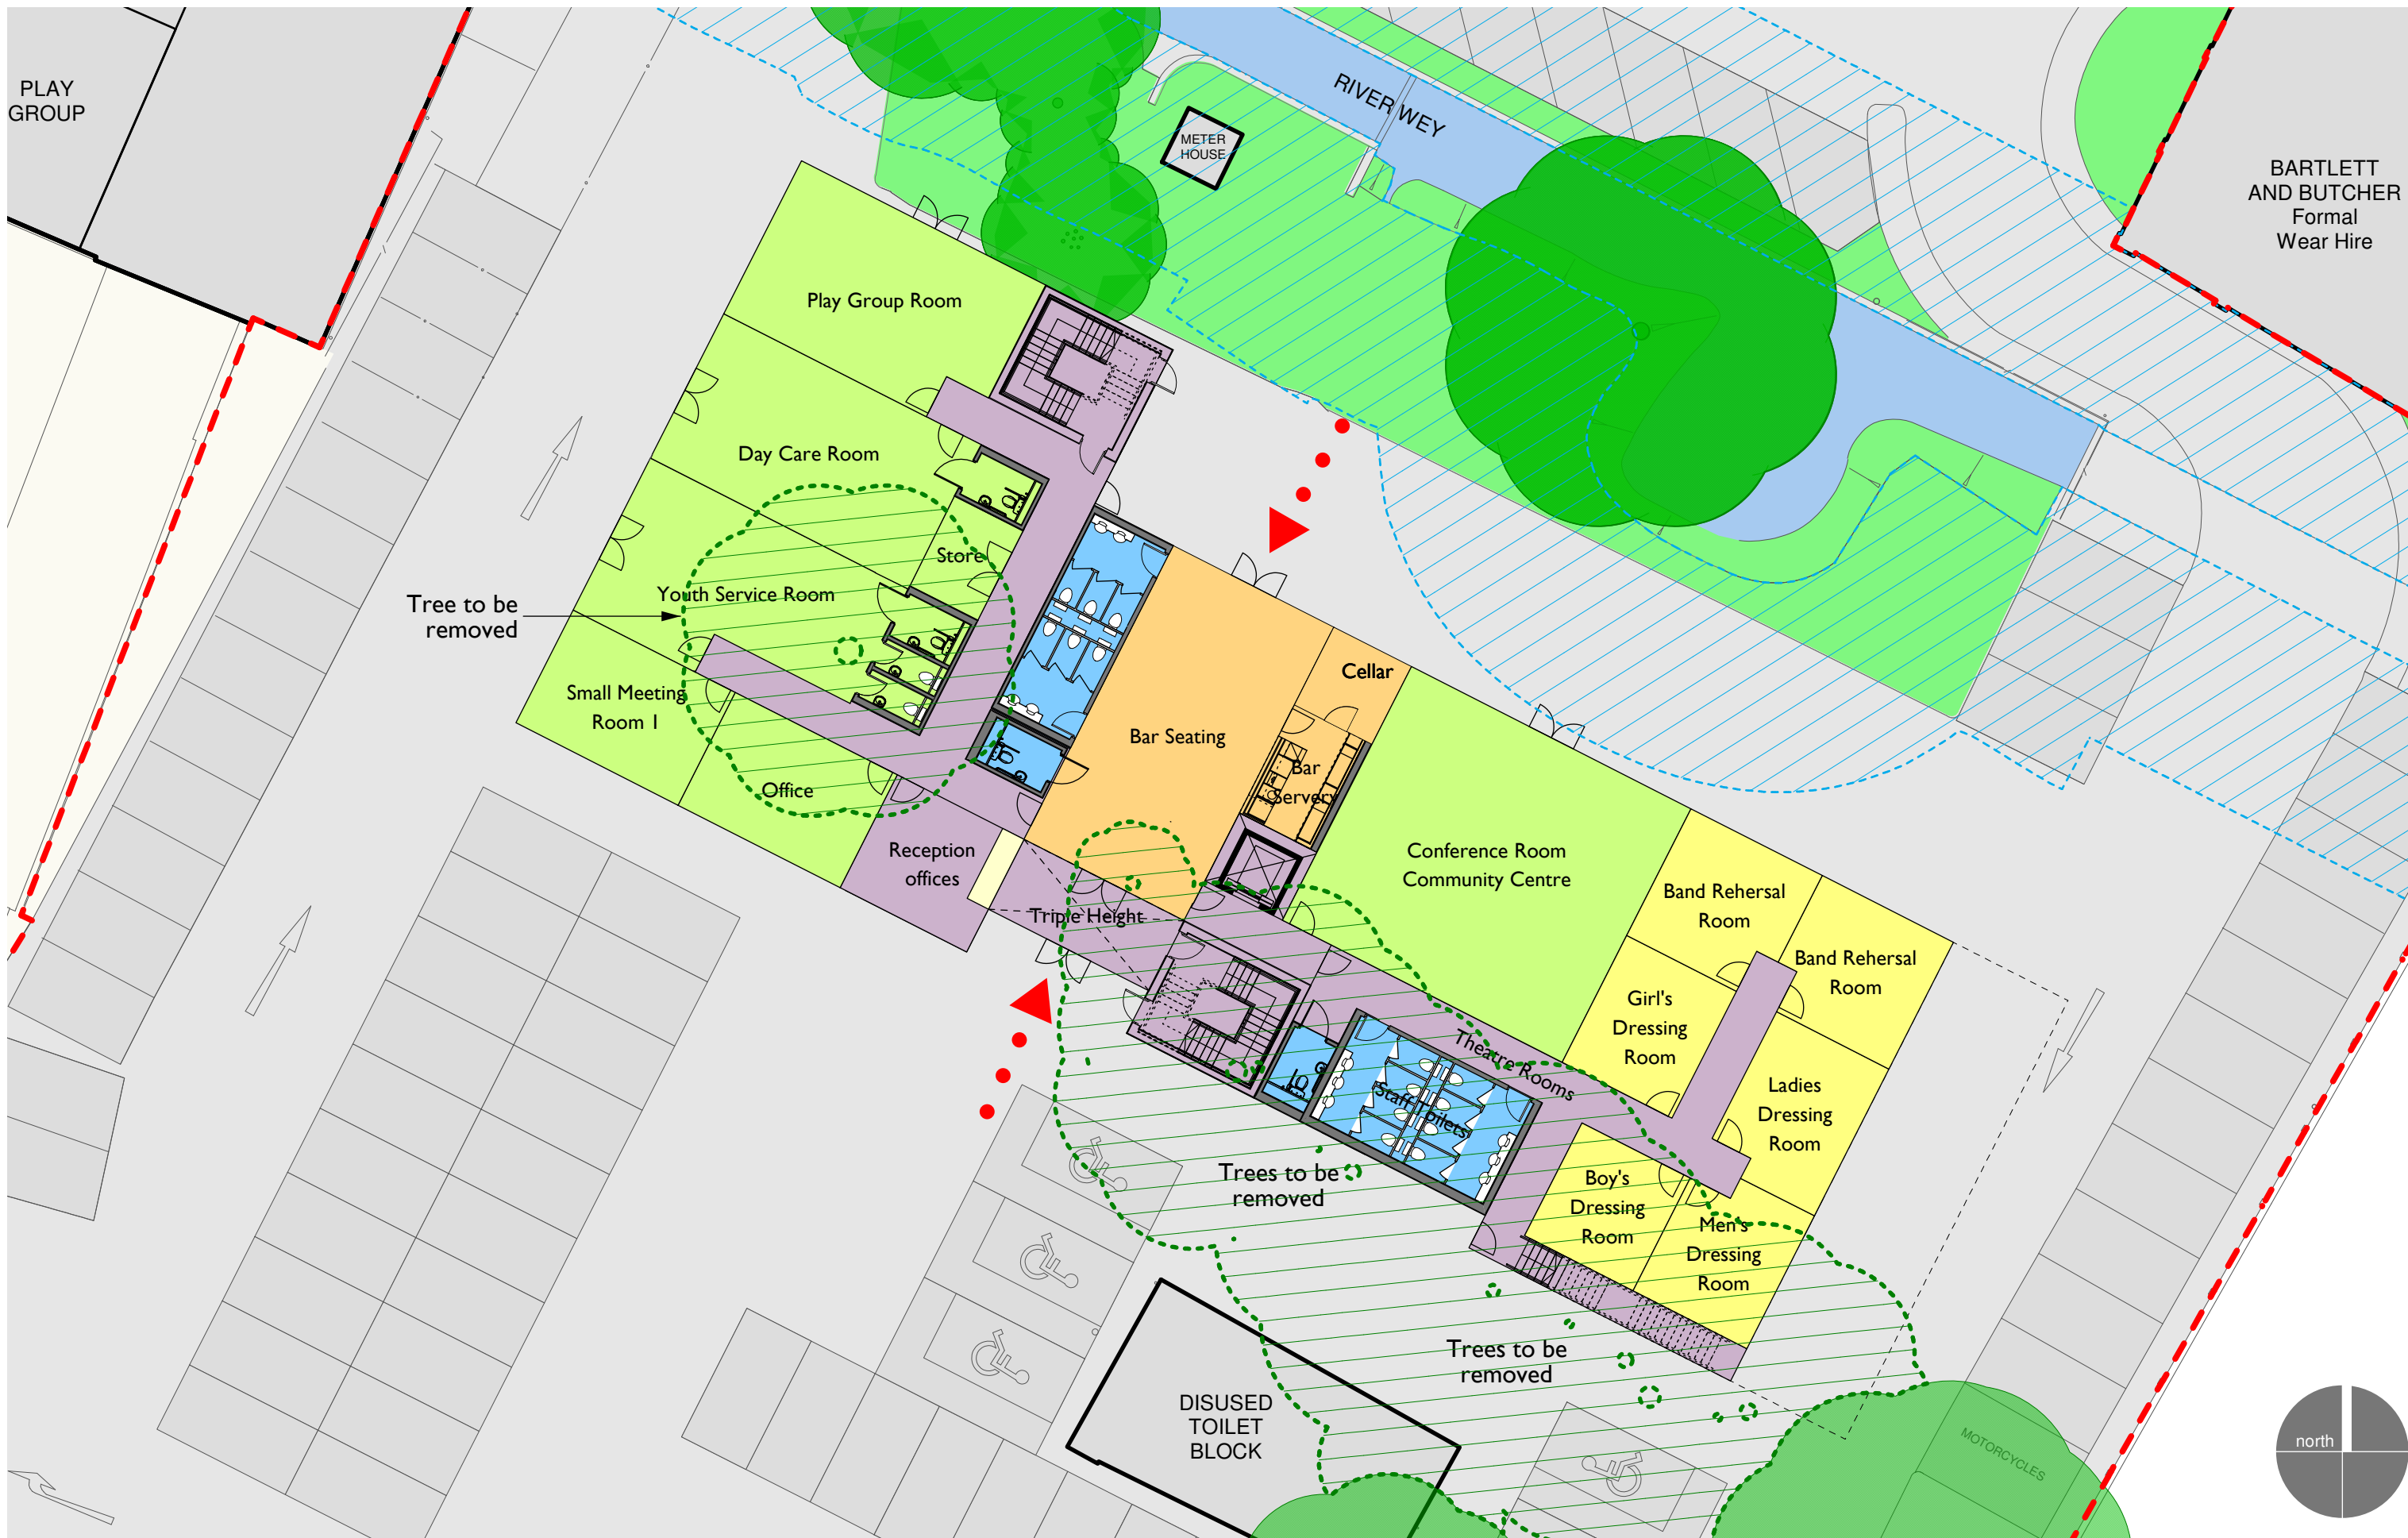 PLAY
GROUP
RIVER WEY
METER
HOUSE
BARTLETT
AND BUTCHER
Formal
Wear Hire
Play Group Room
Day Care Room
Store
Youth Service Room
Tree to be
removed
Small Meeting
Room 1
Office
Reception
offices
Triple Height
Bar Seating
Cellar
Bar
Servery
Conference Room
Community Centre
Band Rehersal
Room
Band Rehersal
Room
Girl's
Dressing
Room
Ladies
Dressing
Room
Theatre Rooms
Staff Toilets
Boy's
Dressing
Room
Men's
Dressing
Room
Trees to be
removed
Trees to be
removed
DISUSED
TOILET
BLOCK
MOTORCYCLES
north